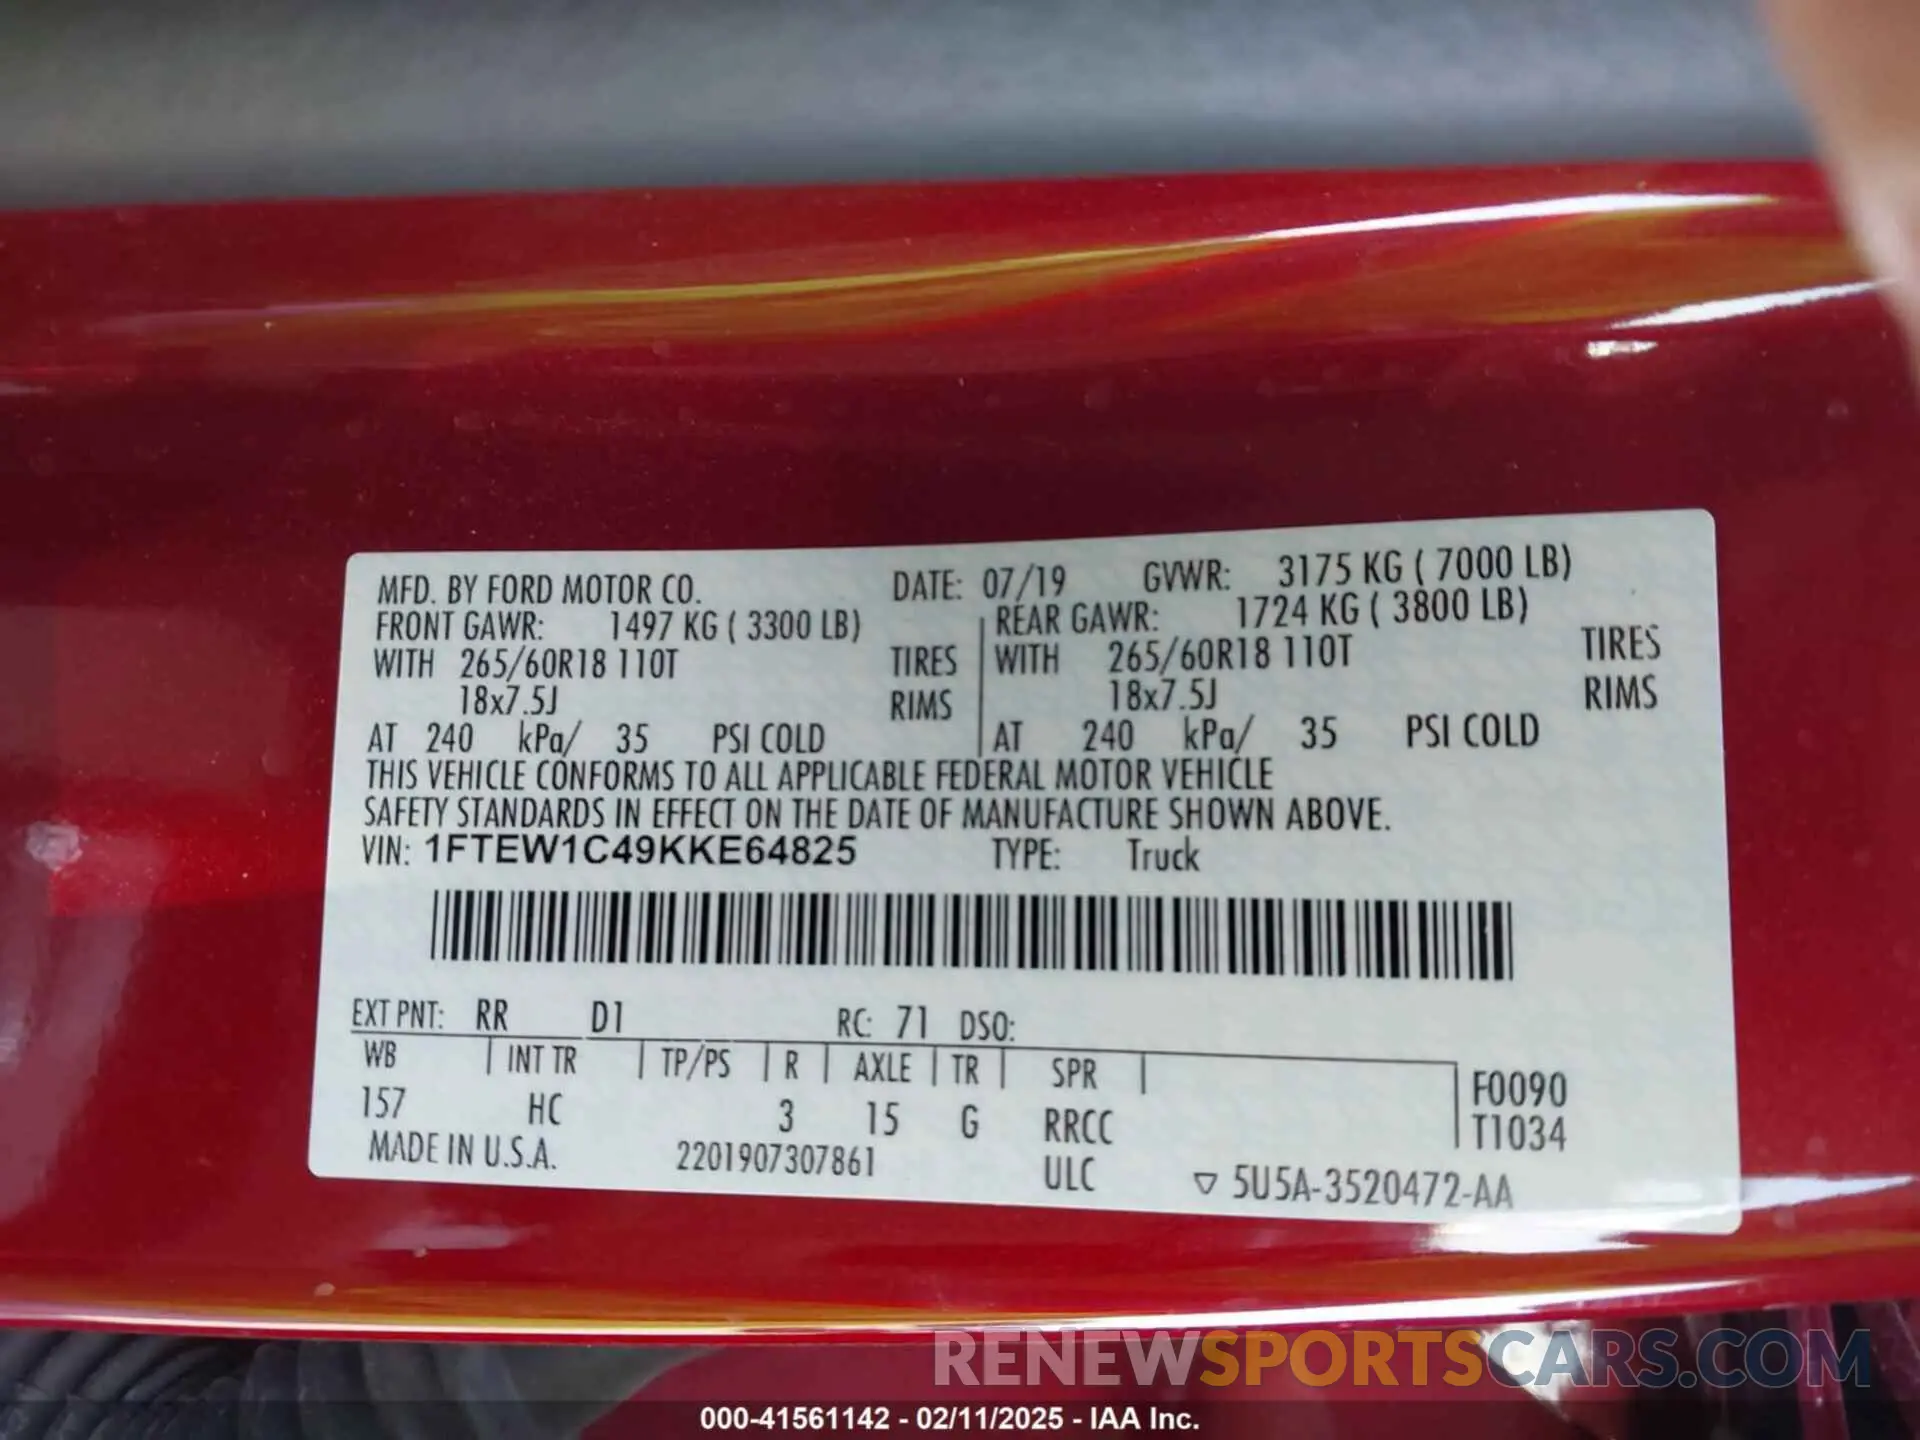 MFD. BY FORD MOTOR CO. DATE: 07/19 GVWR: 3175 KG ( 7000 LB)
FRONT GAWR: 1497 KG ( 3300 LB) REAR GAWR: 1724 KG ( 3800 LB)
WITH 265/60R18 110T TIRES WITH 265/60R18 110T TIRES
18x7.5J RIMS 18x7.5J RIMS
AT 240 kPa/ 35 PSI COLD AT 240 kPa/ 35 PSI COLD
THIS VEHICLE CONFORMS TO ALL APPLICABLE FEDERAL MOTOR VEHICLE
SAFETY STANDARDS IN EFFECT ON THE DATE OF MANUFACTURE SHOWN ABOVE.
VIN: 1FTEW1C49KKE64825 TYPE: Truck
EXT PNT: RR D1 RC: 71 DSO:
WB INT TR TP/PS R AXLE TR SPR F0090
157 HC 3 15 G RRCC T1034
MADE IN U.S.A. 2201907307861 ULC ▽ 5U5A-3520472-AA
RENEWSPORTSCARS.COM
000-41561142 - 02/11/2025 - IAA Inc.